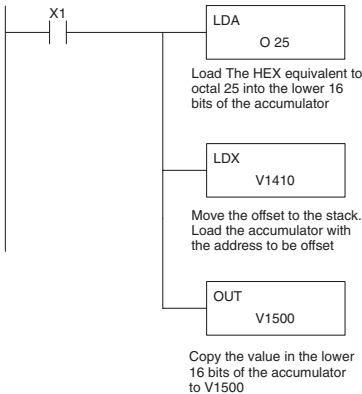 X1
LDA
O 25
Load The HEX equivalent to
octal 25 into the lower 16
bits of the accumulator
LDX
V1410
Move the offset to the stack.
Load the accumulator with
the address to be offset
OUT
V1500
Copy the value in the lower
16 bits of the accumulator
to V1500